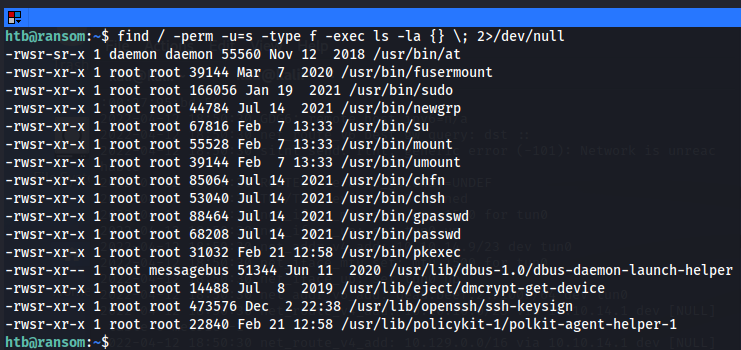 htb@ransom:~$ find / -perm -u=s -type f -exec ls -la {} \; 2>/dev/null
-rwsr-sr-x 1 daemon daemon 55560 Nov 12  2018 /usr/bin/at
-rwsr-xr-x 1 root root 39144 Mar  7  2020 /usr/bin/fusermount
-rwsr-xr-x 1 root root 166056 Jan 19  2021 /usr/bin/sudo
-rwsr-xr-x 1 root root 44784 Jul 14  2021 /usr/bin/newgrp
-rwsr-xr-x 1 root root 67816 Feb  7 13:33 /usr/bin/su
-rwsr-xr-x 1 root root 55528 Feb  7 13:33 /usr/bin/mount
-rwsr-xr-x 1 root root 39144 Feb  7 13:33 /usr/bin/umount
-rwsr-xr-x 1 root root 85064 Jul 14  2021 /usr/bin/chfn
-rwsr-xr-x 1 root root 53040 Jul 14  2021 /usr/bin/chsh
-rwsr-xr-x 1 root root 88464 Jul 14  2021 /usr/bin/gpasswd
-rwsr-xr-x 1 root root 68208 Jul 14  2021 /usr/bin/passwd
-rwsr-xr-x 1 root root 31032 Feb 21 12:58 /usr/bin/pkexec
-rwsr-xr-- 1 root messagebus 51344 Jun 11  2020 /usr/lib/dbus-1.0/dbus-daemon-launch-helper
-rwsr-xr-x 1 root root 14488 Jul  8  2019 /usr/lib/eject/dmcrypt-get-device
-rwsr-xr-x 1 root root 473576 Dec  2 22:38 /usr/lib/openssh/ssh-keysign
-rwsr-xr-x 1 root root 22840 Feb 21 12:58 /usr/lib/policykit-1/polkit-agent-helper-1
htb@ransom:~$